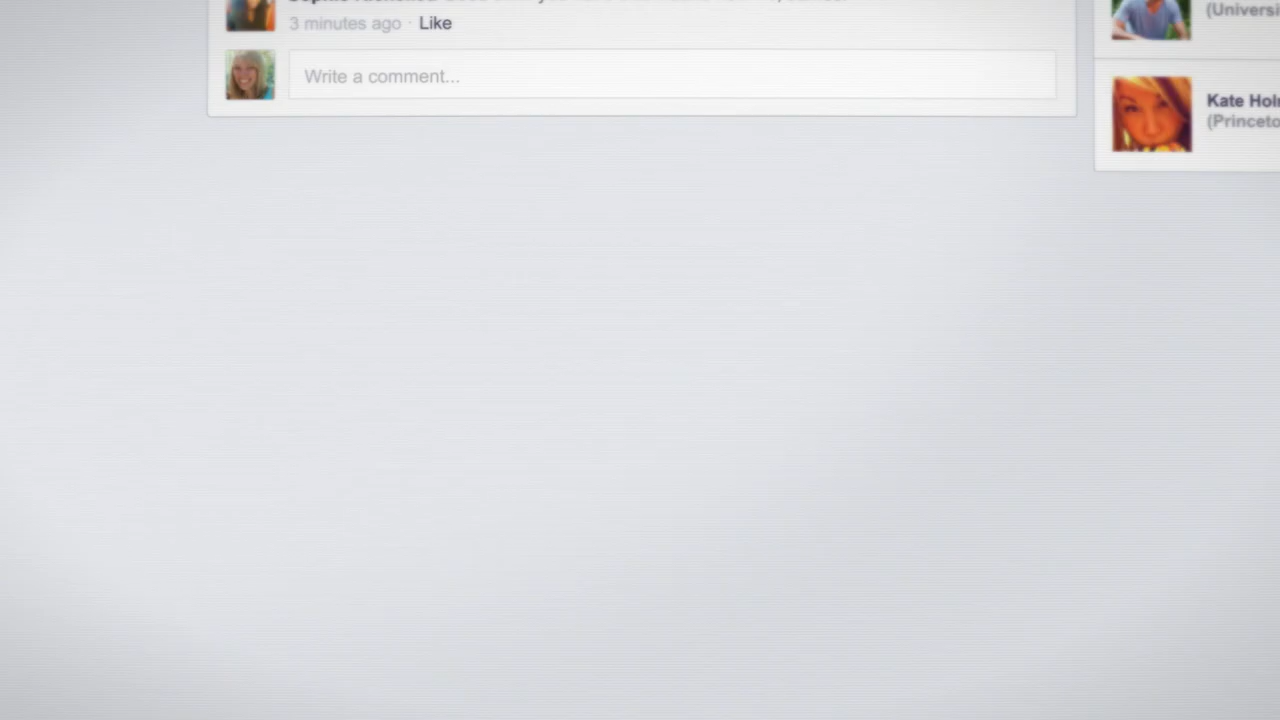 3 minutes ago · Like
Write a comment...
(Universi
Kate Hol
(Princeto